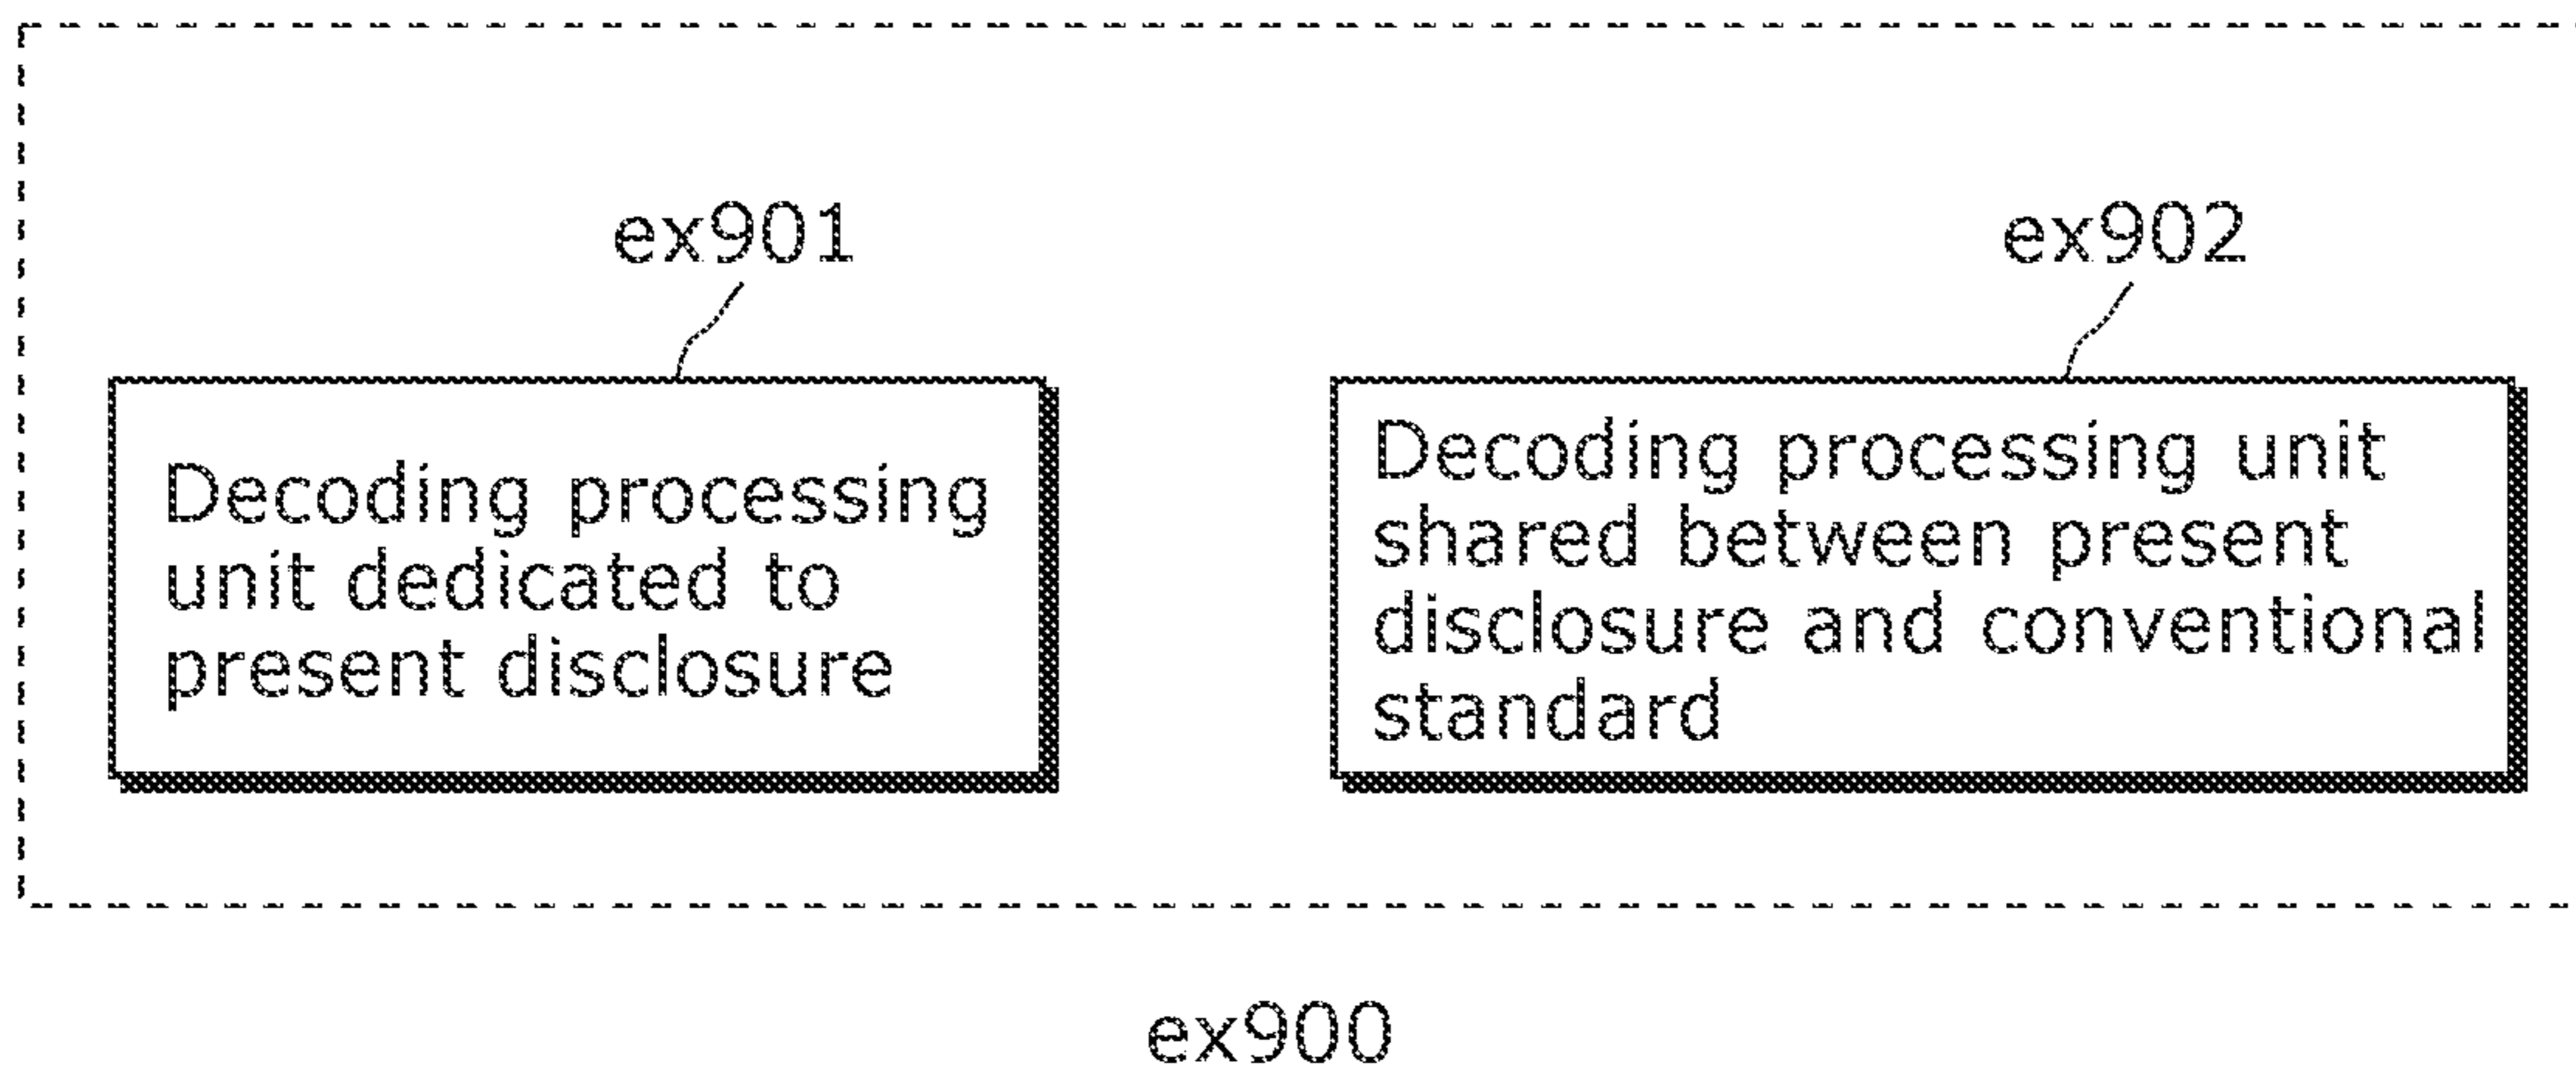 ex901
ex902
Decoding processing
unit dedicated to
present disclosure
Decoding processing unit
shared between present
disclosure and conventional
standard
ex900